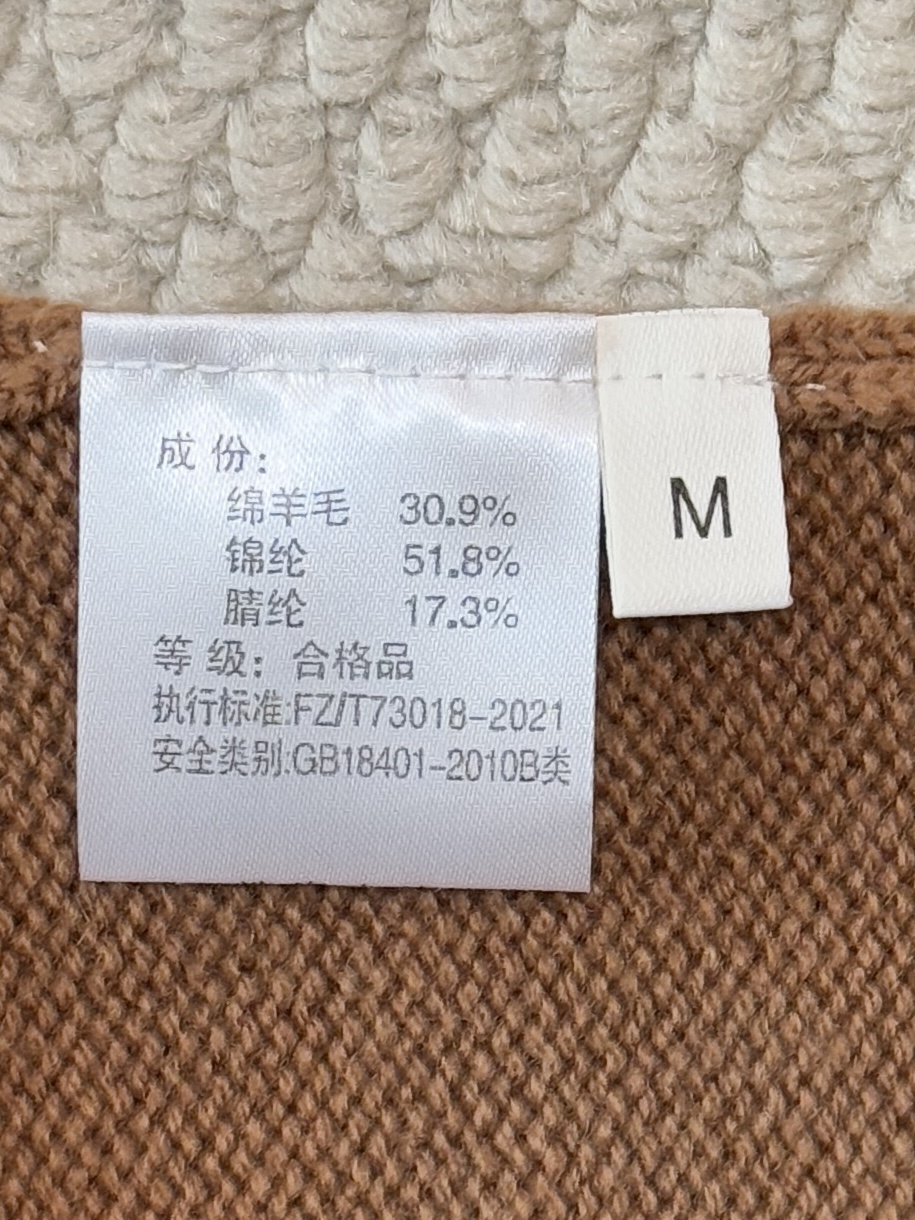 成 份:
绵羊毛 30.9%
锦纶 51.8%
腈纶 17.3%
等 级: 合格品
执行标准:FZ/T73018-2021
安全类别:GB18401-2010B类
M